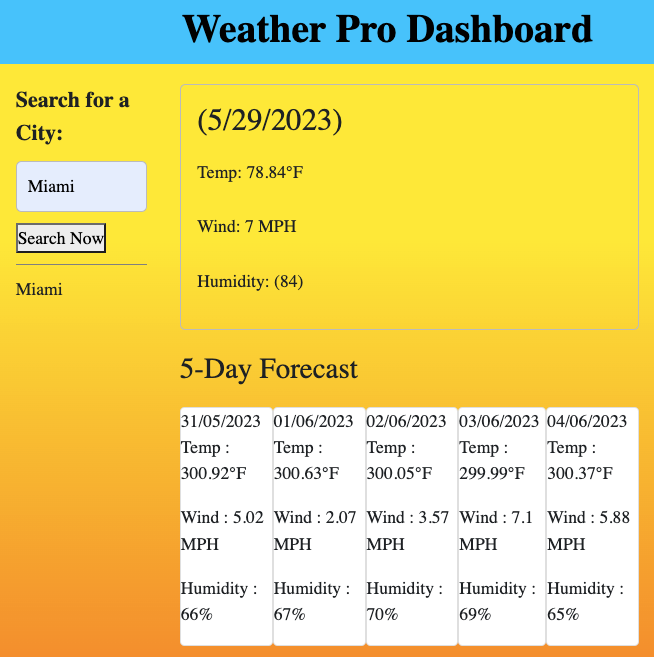 Weather Pro Dashboard
Search for a
City:
Miami
Search Now
Miami
(5/29/2023)
Temp: 78.84°F
Wind: 7 MPH
Humidity: (84)
5-Day Forecast
31/05/2023
Temp :
300.92°F
Wind : 5.02
MPH
Humidity :
66%
01/06/2023
Temp :
300.63°F
Wind : 2.07
MPH
Humidity :
67%
02/06/2023
Temp :
300.05°F
Wind : 3.57
MPH
Humidity :
70%
03/06/2023
Temp :
299.99°F
Wind : 7.1
MPH
Humidity :
69%
04/06/2023
Temp :
300.37°F
Wind : 5.88
MPH
Humidity :
65%